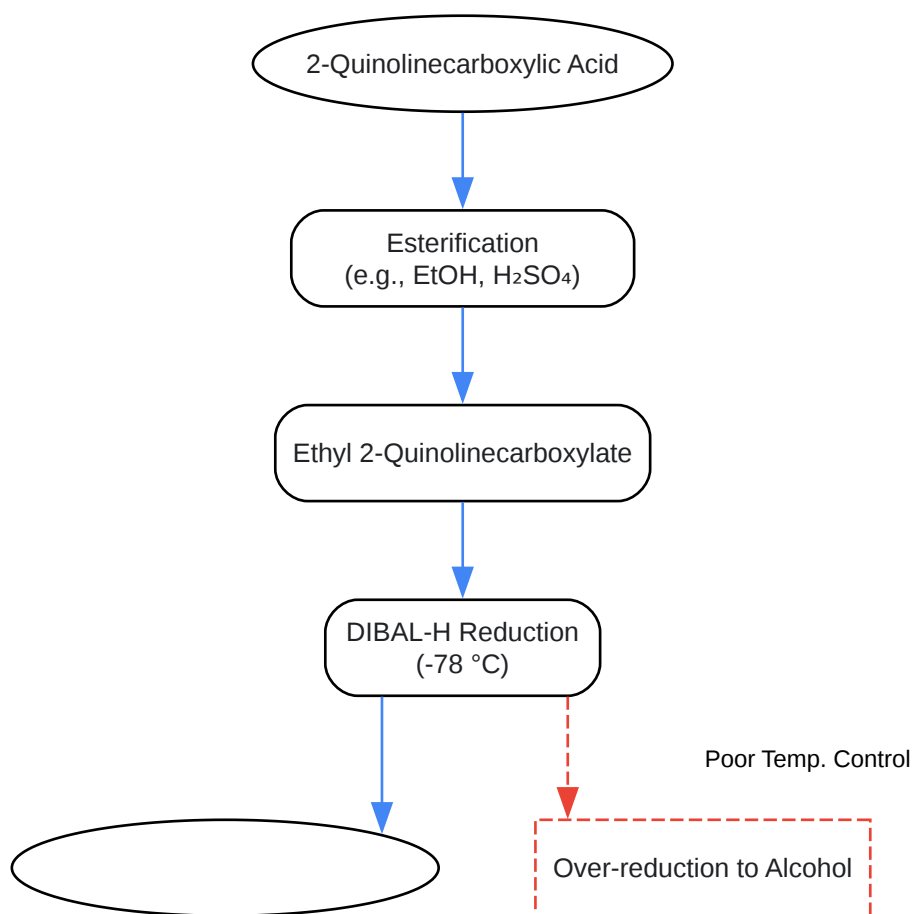 2-Quinolinecarboxylic Acid
Esterification
(e.g., EtOH, H₂SO₄)
Ethyl 2-Quinolinecarboxylate
DIBAL-H Reduction
(-78 °C)
Poor Temp. Control
Over-reduction to Alcohol